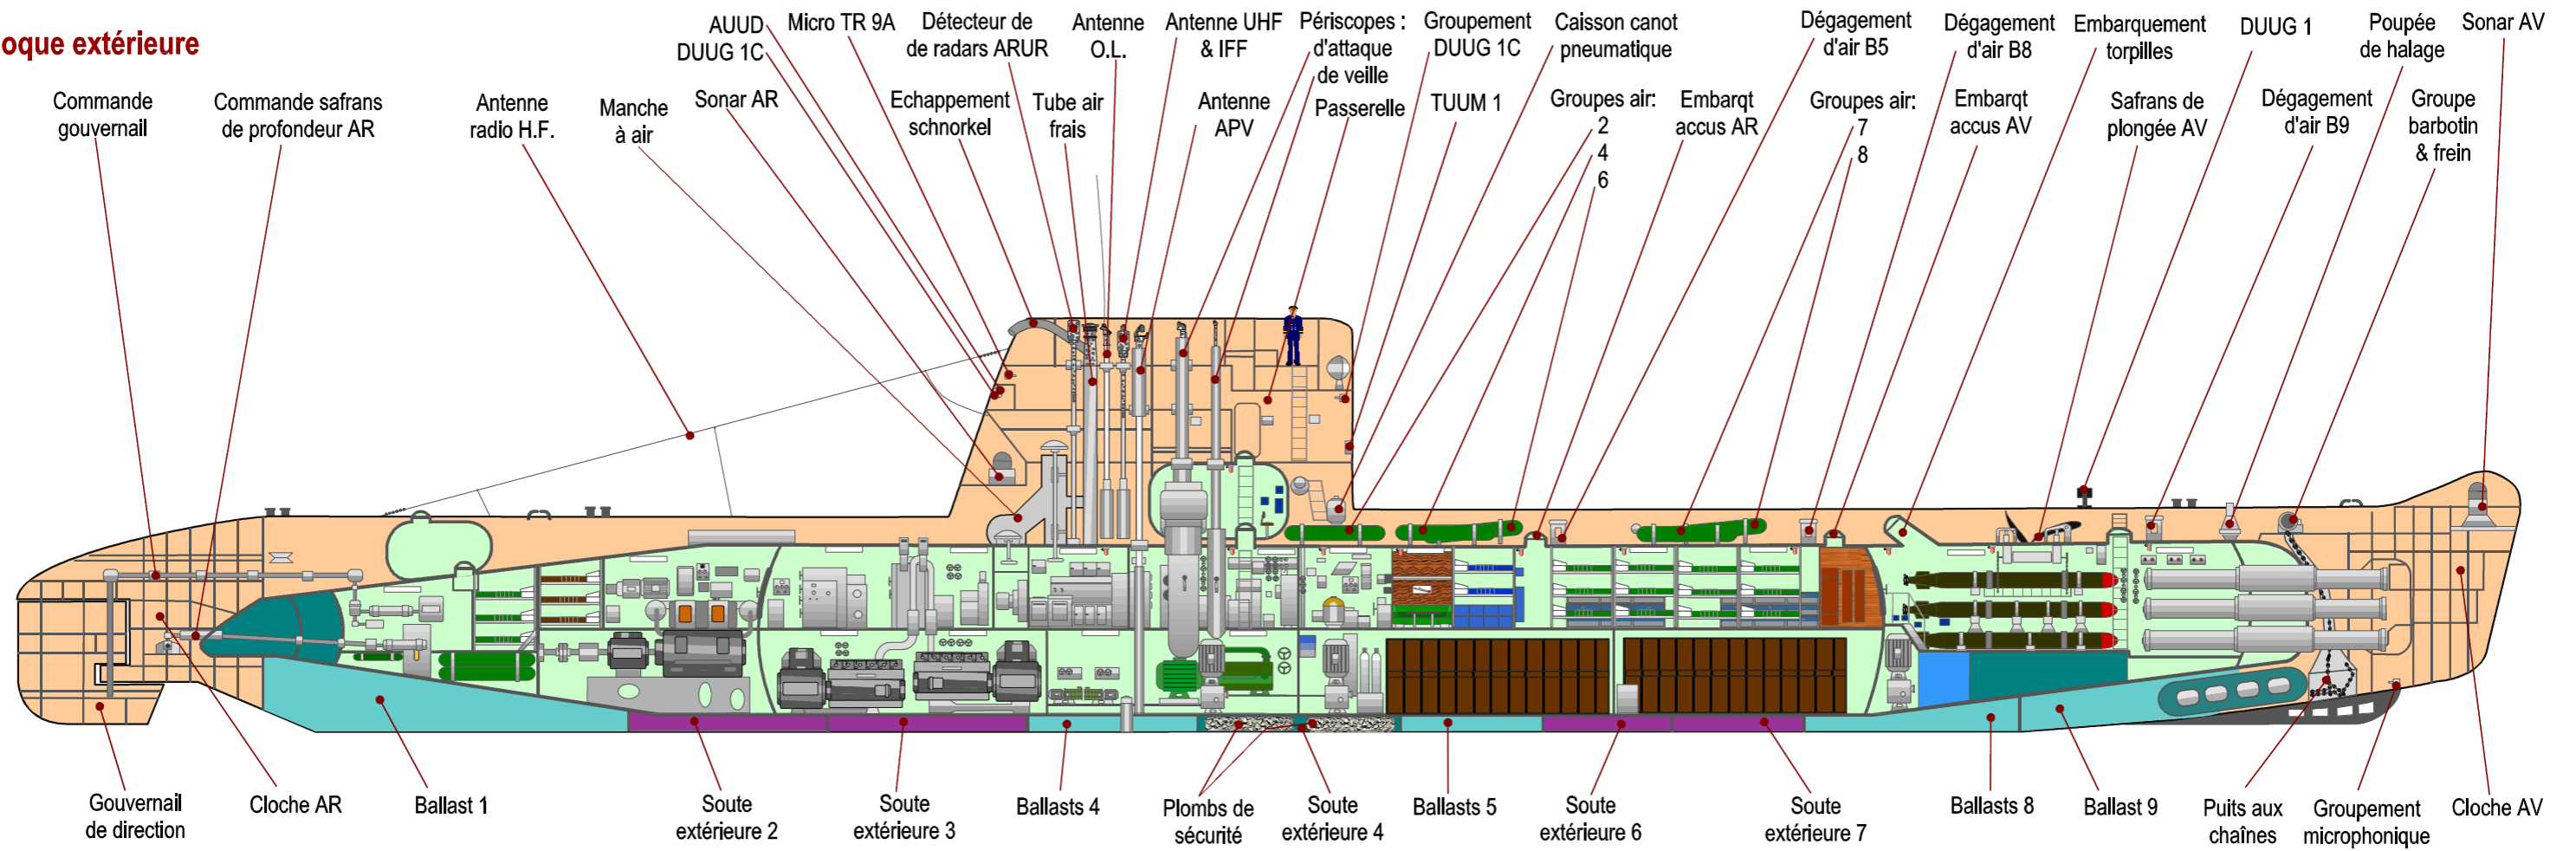 oque extérieure
AUUD
DUUG 1C
Micro TR 9A
Détecteur de
de radars ARUR
Antenne
O.L.
Antenne UHF
& IFF
Périscopes :
d'attaque
de veille
Groupement
DUUG 1C
Caisson canot
pneumatique
Dégagement
d'air B5
Dégagement
d'air B8
Embarquement
torpilles
DUUG 1
Poupée
de halage
Sonar AV
Commande
gouvernail
Commande safrans
de profondeur AR
Antenne
radio H.F.
Manche
à air
Sonar AR
Echappement
schnorkel
Tube air
frais
Antenne
APV
Passerelle
TUUM 1
Groupes air:
2
4
6
Embarqt
accus AR
Groupes air:
7
8
Embarqt
accus AV
Safrans de
plongée AV
Dégagement
d'air B9
Groupe
barbotin
& frein
Gouvernail
de direction
Cloche AR
Ballast 1
Soute
extérieure 2
Soute
extérieure 3
Ballasts 4
Plombs de
sécurité
Soute
extérieure 4
Ballasts 5
Soute
extérieure 6
Soute
extérieure 7
Ballasts 8
Ballast 9
Puits aux
chaînes
Groupement
microphonique
Cloche AV